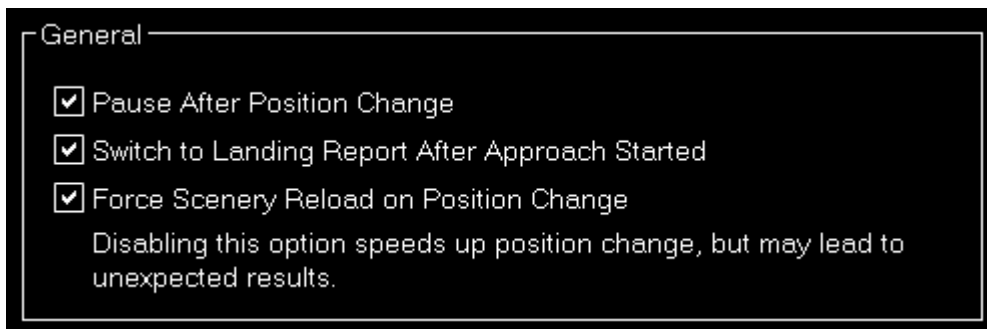 General
Pause After Position Change
Switch to Landing Report After Approach Started
Force Scenery Reload on Position Change
Disabling this option speeds up position change, but may lead to
unexpected results.